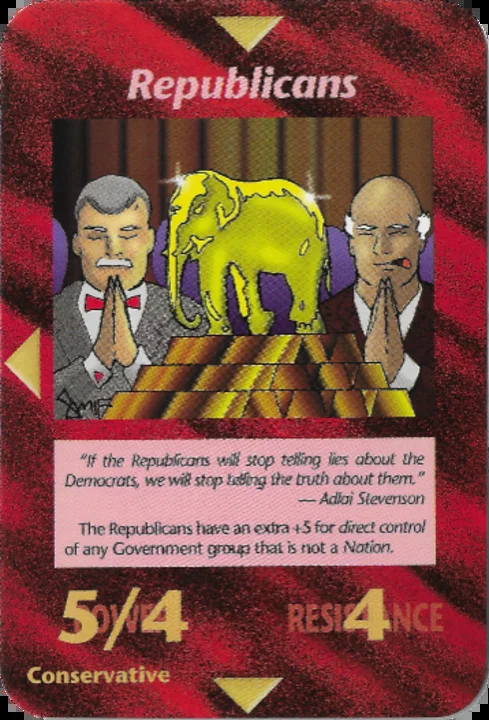 Republicans
"If the Republicans will stop telling lies about the
Democrats, we will stop telling the truth about them."
— Adlai Stevenson
The Republicans have an extra +5 for direct control
of any Government group that is not a Nation.
POWER 5/4
RESISTANCE 4
Conservative